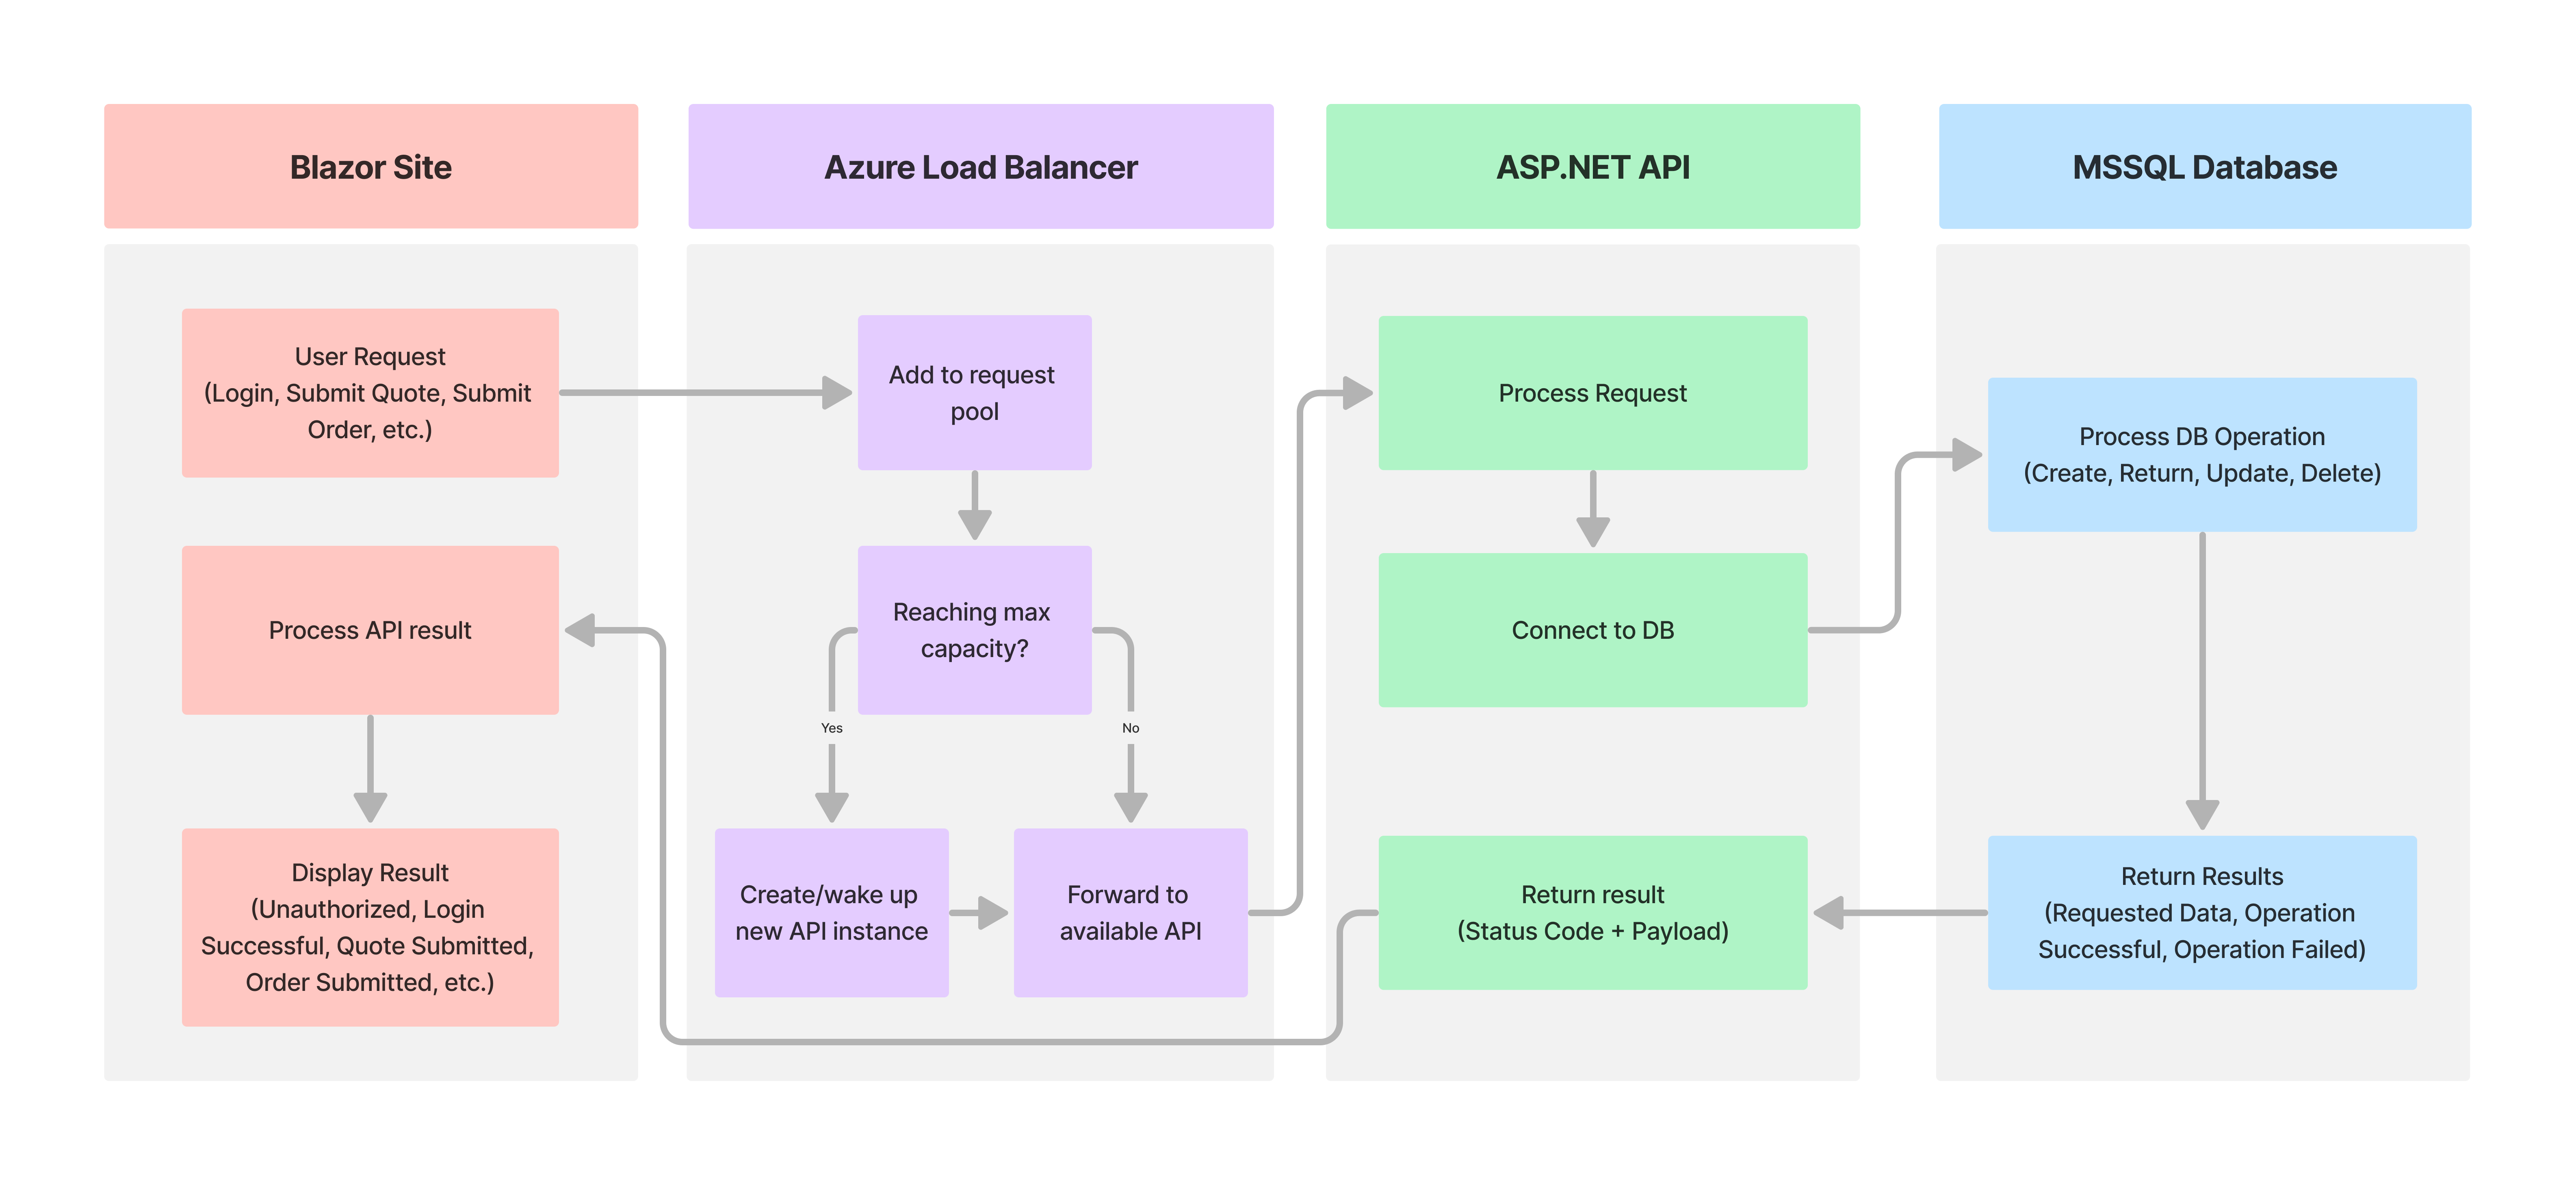 Blazor Site
Azure Load Balancer
ASP.NET API
MSSQL Database
User Request
(Login, Submit Quote, Submit
Order, etc.)
Process API result
Display Result
(Unauthorized, Login
Successful, Quote Submitted,
Order Submitted, etc.)
Add to request
pool
Reaching max
capacity?
Yes
No
Create/wake up
new API instance
Forward to
available API
Process Request
Connect to DB
Return result
(Status Code + Payload)
Process DB Operation
(Create, Return, Update, Delete)
Return Results
(Requested Data, Operation
Successful, Operation Failed)